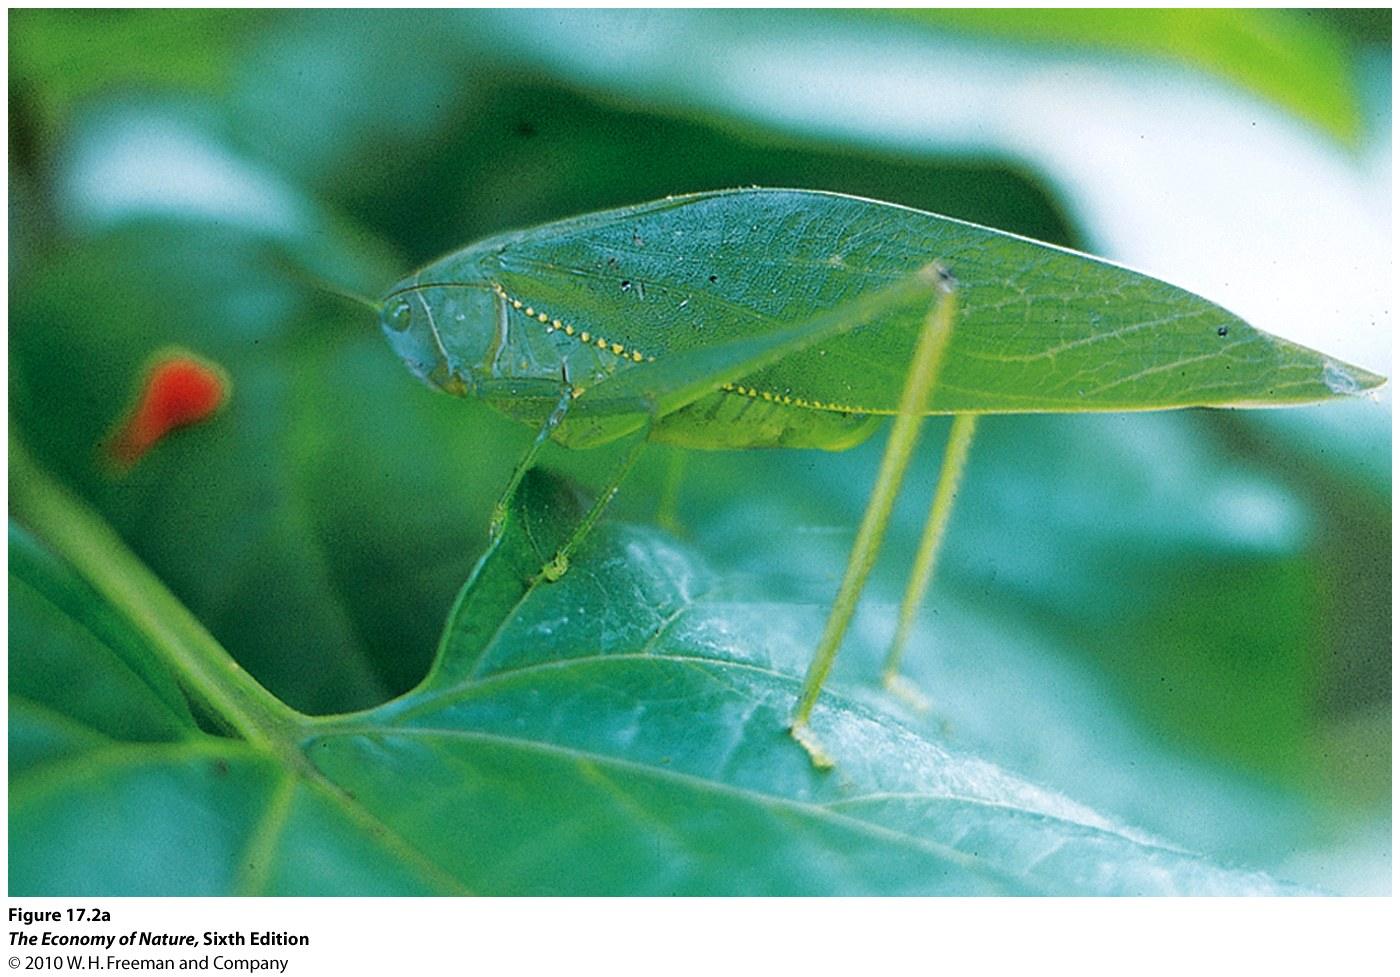 Figure 17.2a
The Economy of Nature, Sixth Edition
© 2010 W. H. Freeman and Company